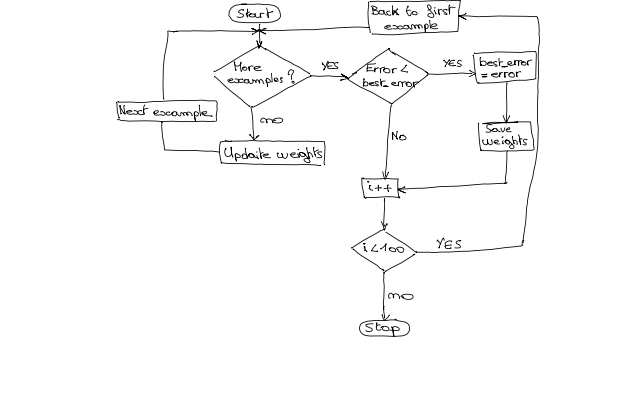 Start
Back to first
example
More
examples?
YES
Error <
best_error
YES
best_error
= error
Next example
no
Update weights
No
Save
weights
i++
i<100
YES
no
Stop